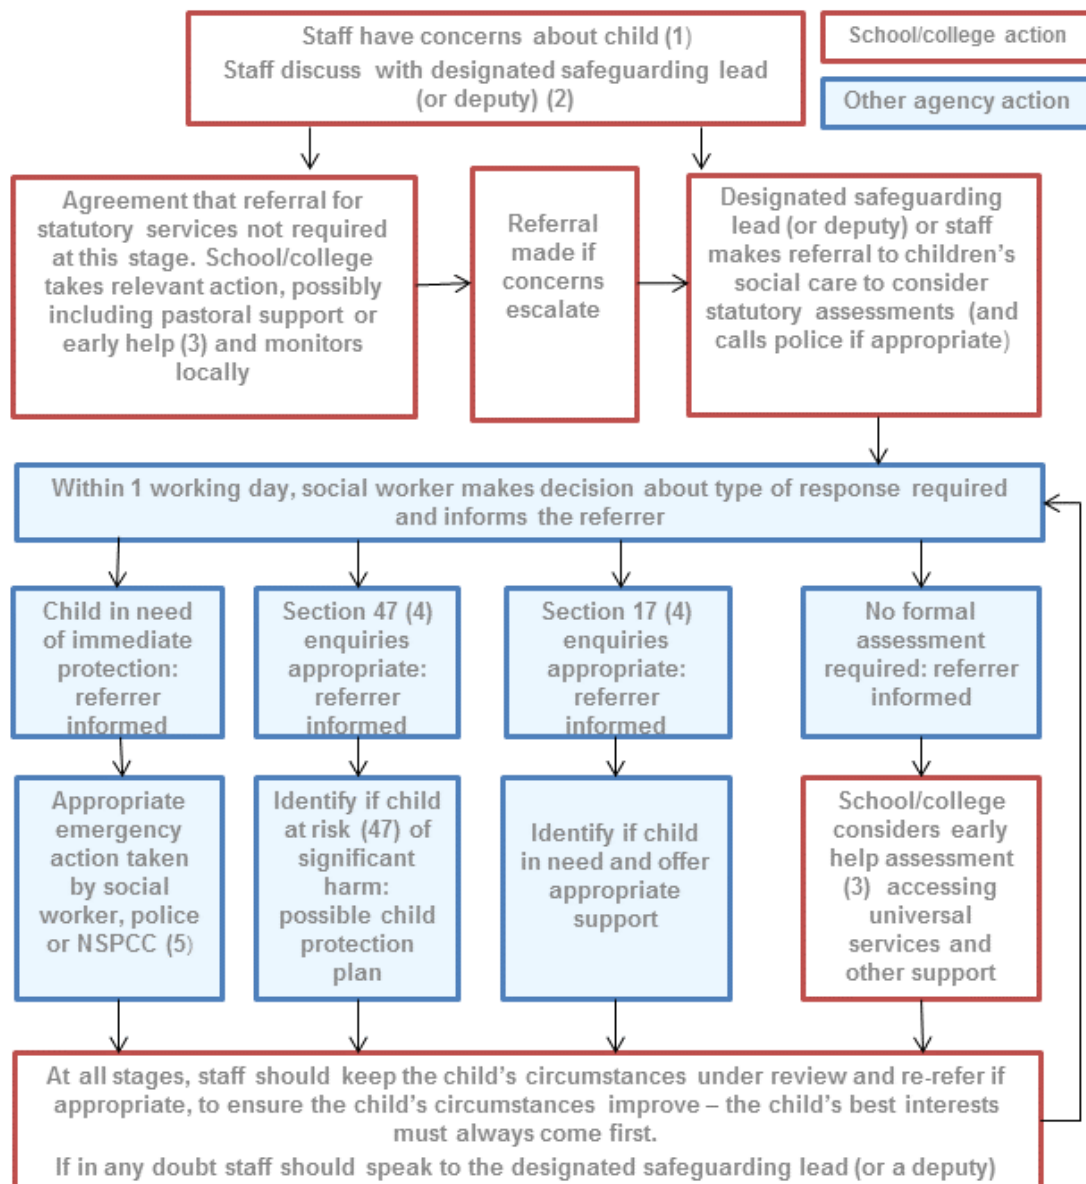 Staff have concerns about child (1)
Staff discuss with designated safeguarding lead
(or deputy) (2)
School/college action
Other agency action
Agreement that referral for
statutory services not required
at this stage. School/college
takes relevant action, possibly
including pastoral support or
early help (3) and monitors
locally
Referral
made if
concerns
escalate
Designated safeguarding
lead (or deputy) or staff
makes referral to children's
social care to consider
statutory assessments (and
calls police if appropriate)
Within 1 working day, social worker makes decision about type of response required
and informs the referrer
Child in need
of immediate
protection:
referrer
informed
Section 47 (4)
enquiries
appropriate:
referrer
informed
Section 17 (4)
enquiries
appropriate:
referrer
informed
No formal
assessment
required: referrer
informed
Appropriate
emergency
action taken
by social
worker, police
or NSPCC (5)
Identify if child
at risk (47) of
significant
harm:
possible child
protection
plan
Identify if child
in need and offer
appropriate
support
School/college
considers early
help assessment
(3) accessing
universal
services and
other support
At all stages, staff should keep the child's circumstances under review and re-refer if
appropriate, to ensure the child's circumstances improve – the child's best interests
must always come first.
If in any doubt staff should speak to the designated safeguarding lead (or a deputy)